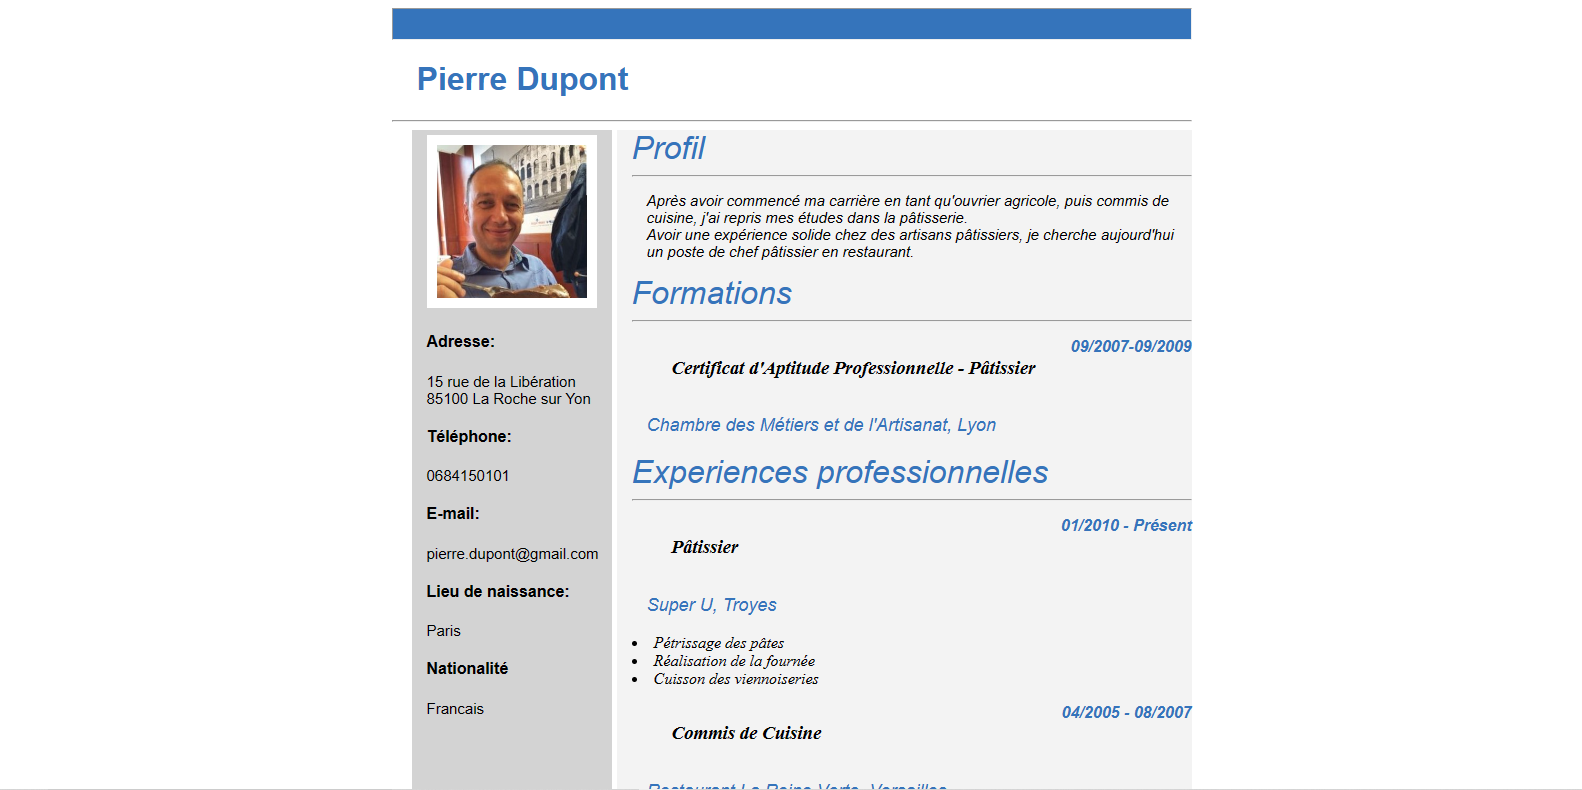 Pierre Dupont
Adresse:
15 rue de la Libération
85100 La Roche sur Yon
Téléphone:
0684150101
E-mail:
pierre.dupont@gmail.com
Lieu de naissance:
Paris
Nationalité
Francais
Profil
Après avoir commencé ma carrière en tant qu'ouvrier agricole, puis commis de
cuisine, j'ai repris mes études dans la pâtisserie.
Avoir une expérience solide chez des artisans pâtissiers, je cherche aujourd'hui
un poste de chef pâtissier en restaurant.
Formations
09/2007-09/2009
Certificat d'Aptitude Professionnelle - Pâtissier
Chambre des Métiers et de l'Artisanat, Lyon
Experiences professionnelles
01/2010 - Présent
Pâtissier
Super U, Troyes
Pétrissage des pâtes
Réalisation de la fournée
Cuisson des viennoiseries
04/2005 - 08/2007
Commis de Cuisine
Restaurant La Reine Verte, Versailles